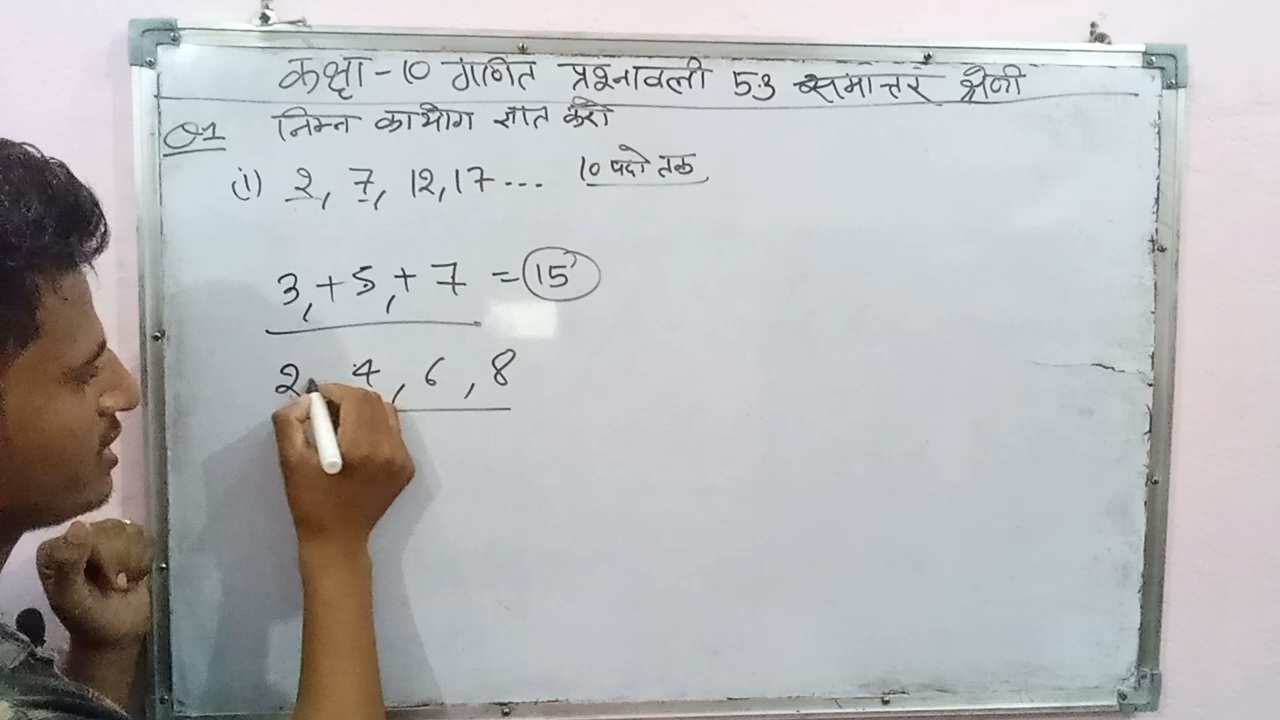 कक्षा - 10 गणित प्रश्नावली 5.3 समान्तर श्रेणी
Q1 निम्न का योग ज्ञात करो
(i) 2, 7, 12, 17 ... 10 पदो तक
3, + 5, + 7 = 15
2, 4, 6, 8